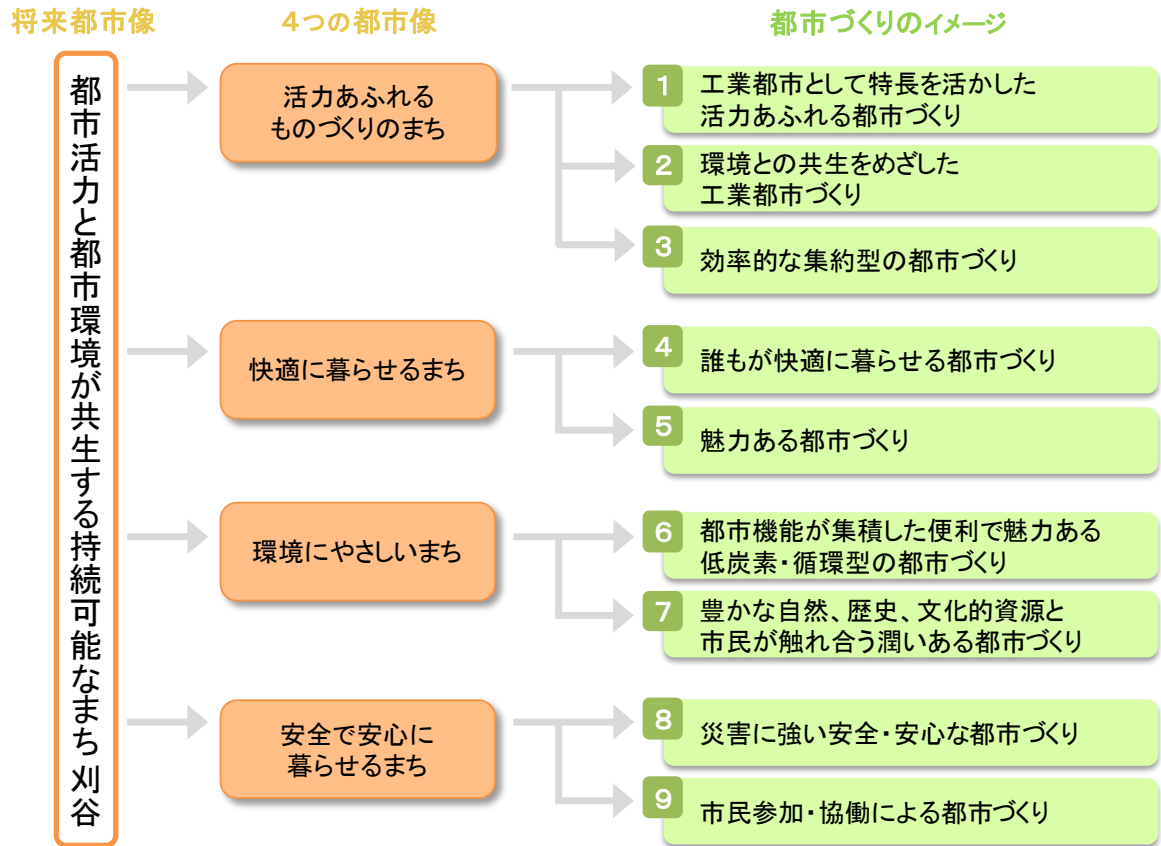 将来都市像
4つの都市像
都市づくりのイメージ
都市活力と都市環境が共生する持続可能なまち 刈谷
活力あふれる
ものづくりのまち
1
工業都市として特長を活かした
活力あふれる都市づくり
2
環境との共生をめざした
工業都市づくり
3
効率的な集約型の都市づくり
快適に暮らせるまち
4
誰もが快適に暮らせる都市づくり
5
魅力ある都市づくり
環境にやさしいまち
6
都市機能が集積した便利で魅力ある
低炭素・循環型の都市づくり
7
豊かな自然、歴史、文化的資源と
市民が触れ合う潤いある都市づくり
安全で安心に
暮らせるまち
8
災害に強い安全・安心な都市づくり
9
市民参加・協働による都市づくり